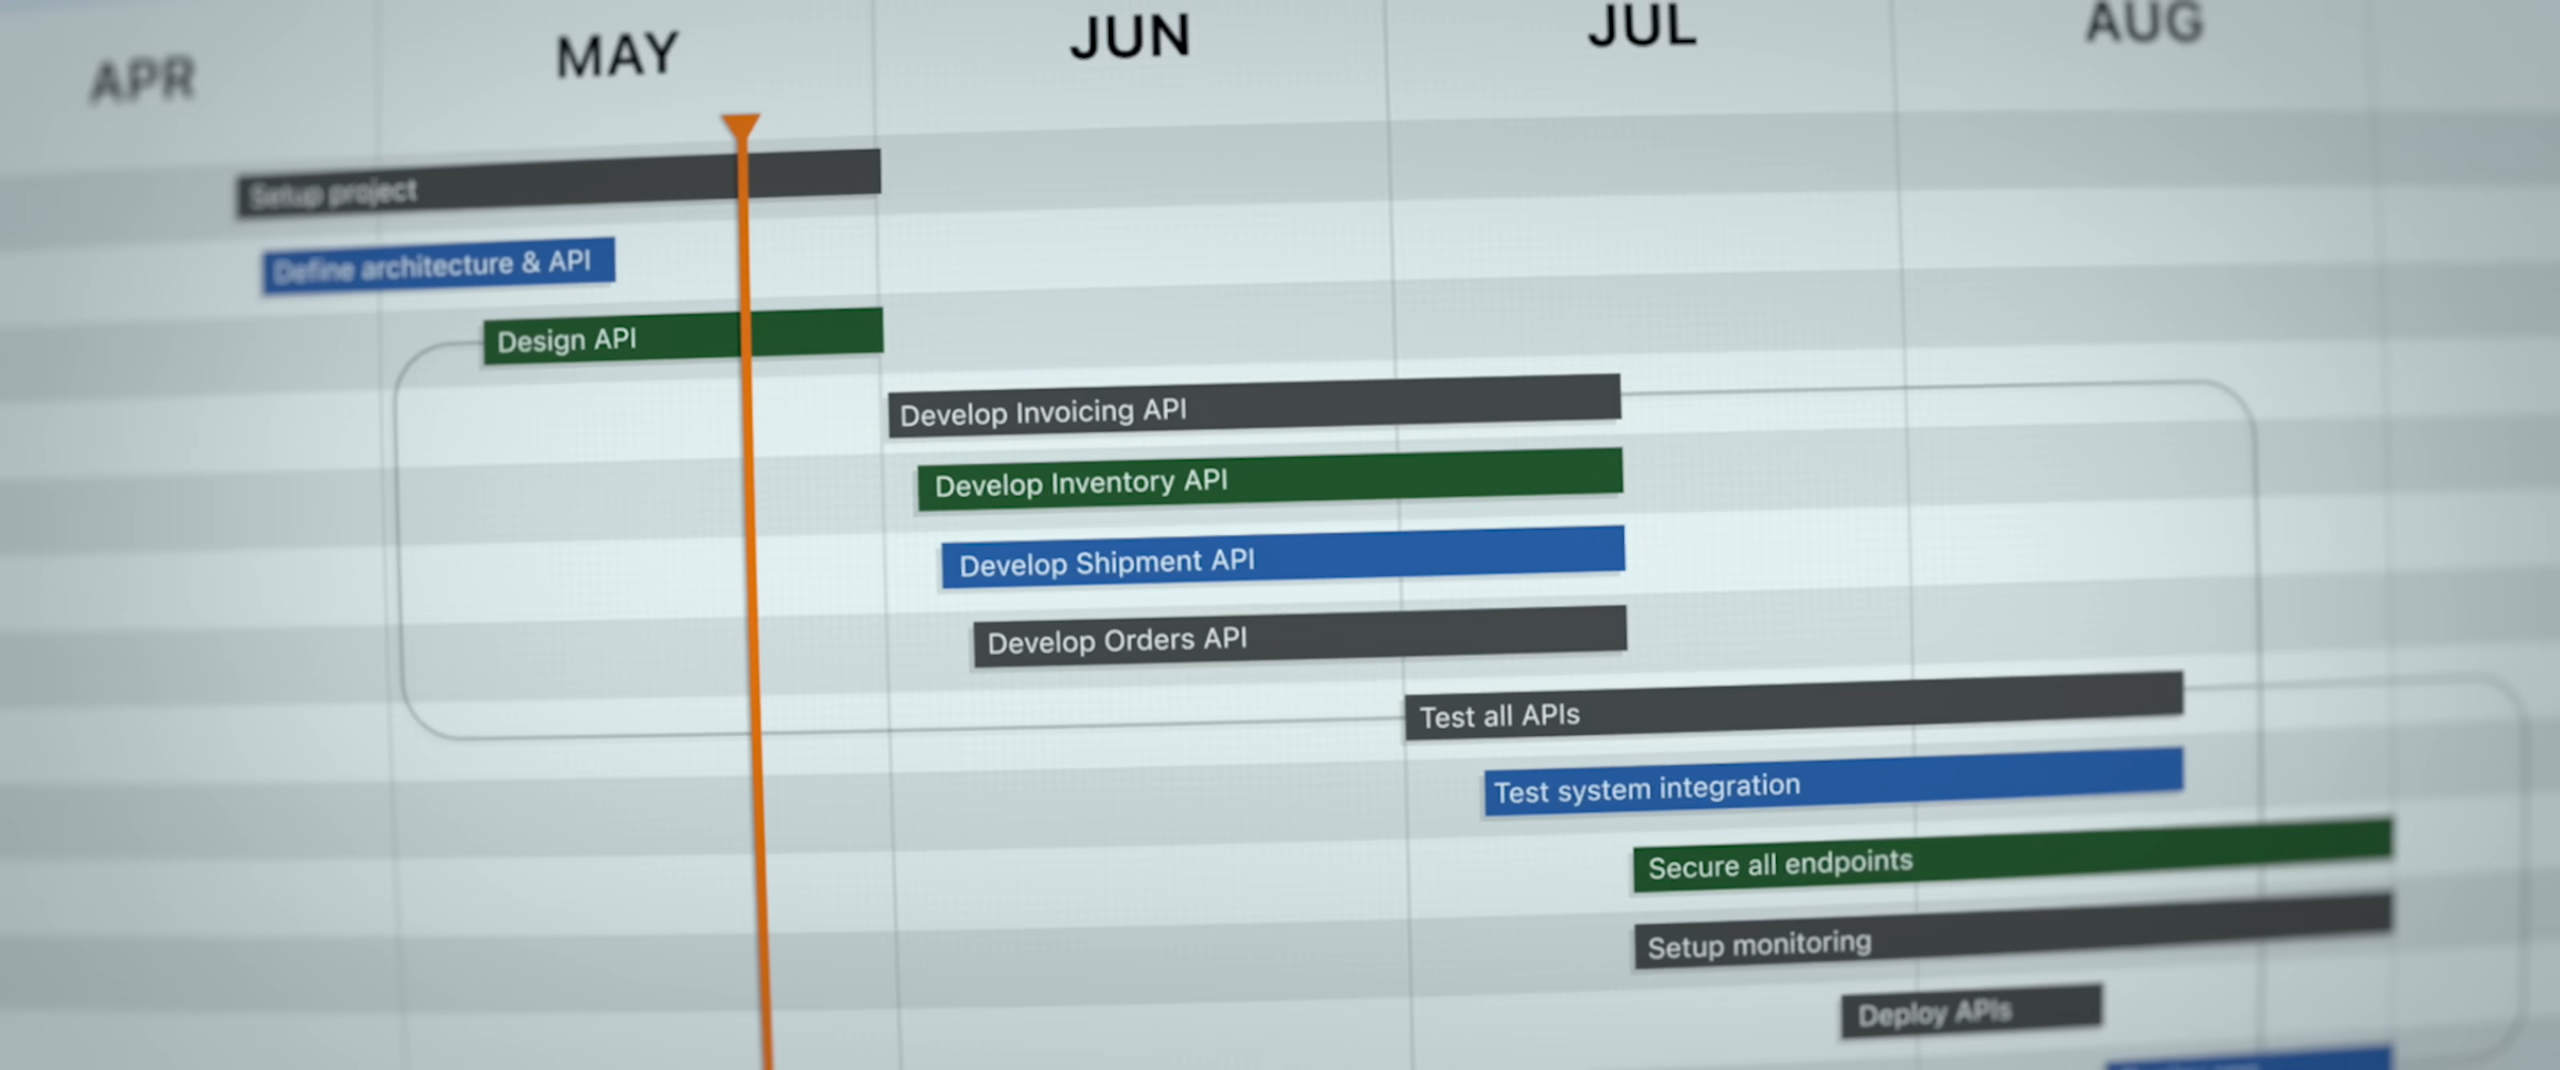 APR
MAY
JUN
JUL
AUG
Setup project
Define architecture & API
Design API
Develop Invoicing API
Develop Inventory API
Develop Shipment API
Develop Orders API
Test all APIs
Test system integration
Secure all endpoints
Setup monitoring
Deploy APIs